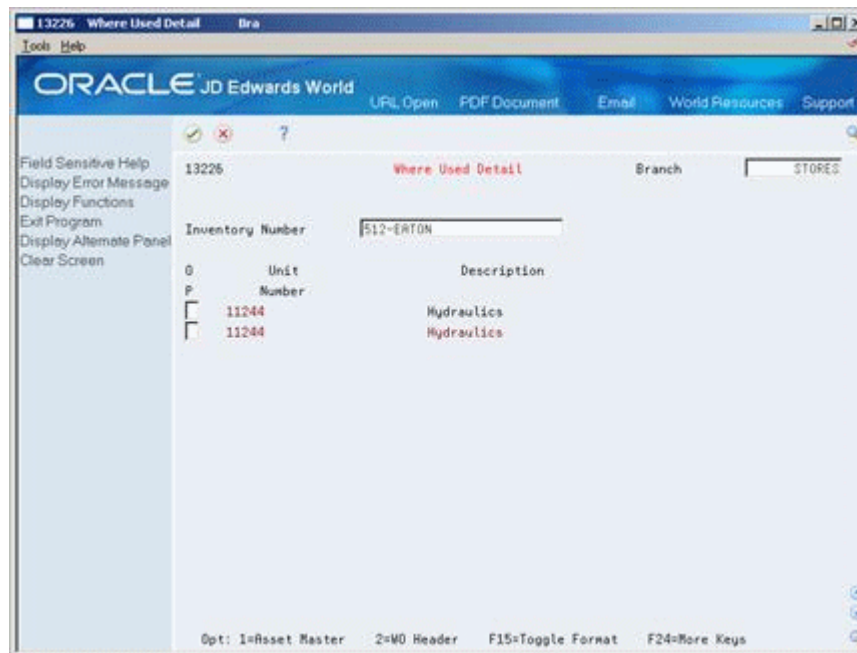 13226 Where Used Detail Bra
Tools Help
ORACLE JD Edwards World
URL Open PDF Document Email World Resources Support
?
Field Sensitive Help
Display Error Message
Display Functions
Exit Program
Display Alternate Panel
Clear Screen
13226 Where Used Detail Branch STORES
Inventory Number 512-EATON
O Unit Description
P Number
11244 Hydraulics
11244 Hydraulics
Opt: 1=Asset Master 2=WO Header F15=Toggle Format F24=More Keys